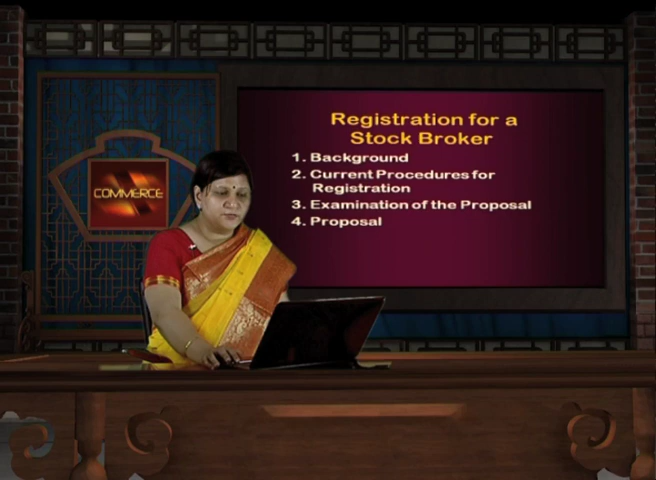 Registration for a
Stock Broker
1. Background
2. Current Procedures for
Registration
3. Examination of the Proposal
4. Proposal
COMMERCE